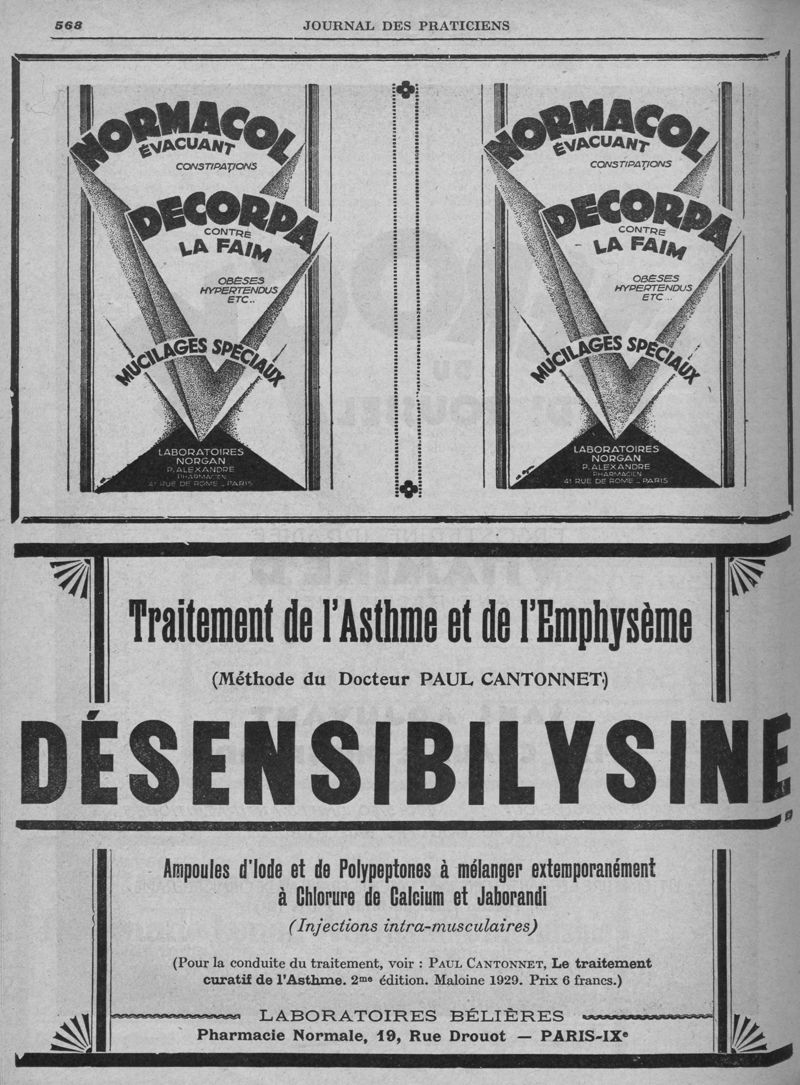 568
JOURNAL DES PRATICIENS
NORMACOL
ÉVACUANT
CONSTIPATIONS
DECORPA
CONTRE
LA FAIM
OBÈSES
HYPERTENDUS
ETC..
MUCILAGES SPÉCIAUX
LABORATOIRES
NORGAN
P. ALEXANDRE
PHARMACIEN
41 RUE DE ROME _ PARIS
NORMACOL
ÉVACUANT
CONSTIPATIONS
DECORPA
CONTRE
LA FAIM
OBÈSES
HYPERTENDUS
ETC...
MUCILAGES SPÉCIAUX
LABORATOIRES
NORGAN
P. ALEXANDRE
PHARMACIEN
41 RUE DE ROME _ PARIS
Traitement de l'Asthme et de l'Emphysème
(Méthode du Docteur PAUL CANTONNET)
DÉSENSIBILYSINE
Ampoules d'Iode et de Polypeptones à mélanger extemporanément
à Chlorure de Calcium et Jaborandi
(Injections intra-musculaires)
(Pour la conduite du traitement, voir : PAUL CANTONNET, Le traitement
curatif de l'Asthme. 2me édition. Maloine 1929. Prix 6 francs.)
LABORATOIRES BÉLIÈRES
Pharmacie Normale, 19, Rue Drouot — PARIS-IXe